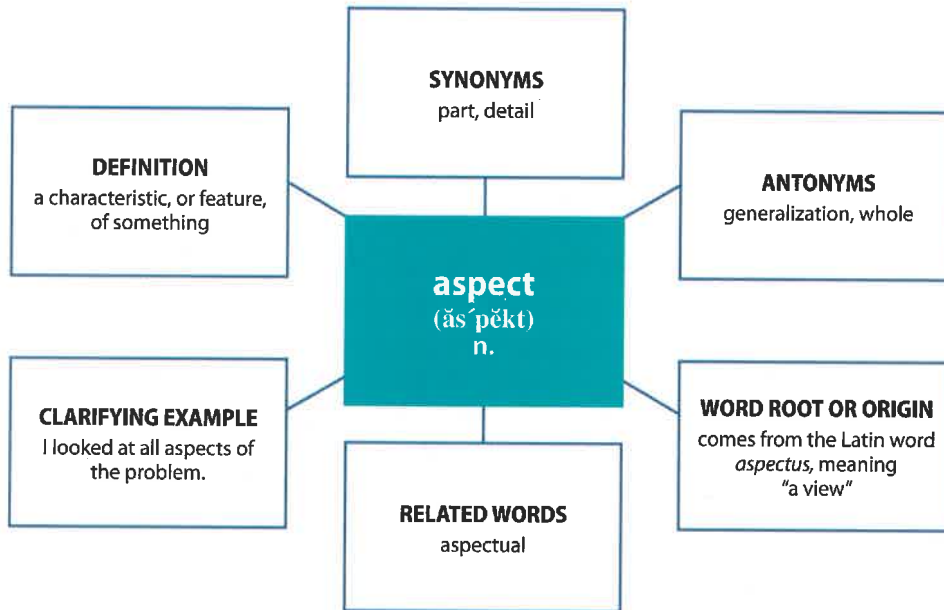 SYNONYMS
part, detail
DEFINITION
a characteristic, or feature,
of something
ANTONYMS
generalization, whole
aspect
(ăs´pĕkt)
n.
CLARIFYING EXAMPLE
I looked at all aspects of
the problem.
WORD ROOT OR ORIGIN
comes from the Latin word
aspectus, meaning
"a view"
RELATED WORDS
aspectual